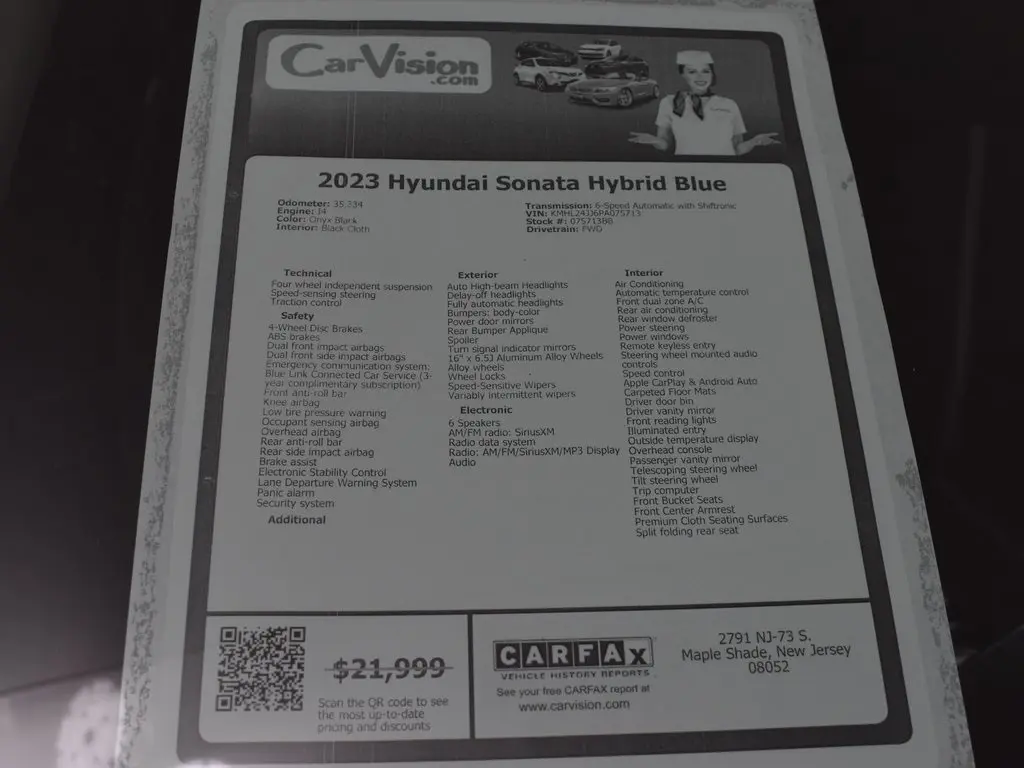 CarVision
.com
2023 Hyundai Sonata Hybrid Blue
Odometer: 35,334
Engine: I4
Color: Onyx Black
Interior: Black Cloth
Transmission: 6-Speed Automatic with Shiftronic
VIN: KMHL24JJ6PA075713
Stock #: 075713B0
Drivetrain: FWD
Technical
Four wheel independent suspension
Speed-sensing steering
Traction control
Safety
4-Wheel Disc Brakes
ABS brakes
Dual front impact airbags
Dual front side impact airbags
Emergency communication system:
Blue Link Connected Car Service (3-
year complimentary subscription)
Front anti-roll bar
Knee airbag
Low tire pressure warning
Occupant sensing airbag
Overhead airbag
Rear anti-roll bar
Rear side impact airbag
Brake assist
Electronic Stability Control
Lane Departure Warning System
Panic alarm
Security system
Additional
Exterior
Auto High-beam Headlights
Delay-off headlights
Fully automatic headlights
Bumpers: body-color
Power door mirrors
Rear Bumper Applique
Spoiler
Turn signal indicator mirrors
16" x 6.5J Aluminum Alloy Wheels
Alloy wheels
Wheel Locks
Speed-Sensitive Wipers
Variably intermittent wipers
Electronic
6 Speakers
AM/FM radio: SiriusXM
Radio data system
Radio: AM/FM/SiriusXM/MP3 Display
Audio
Interior
Air Conditioning
Automatic temperature control
Front dual zone A/C
Rear air conditioning
Rear window defroster
Power steering
Power windows
Remote keyless entry
Steering wheel mounted audio
controls
Speed control
Apple CarPlay & Android Auto
Carpeted Floor Mats
Driver door bin
Driver vanity mirror
Front reading lights
Illuminated entry
Outside temperature display
Overhead console
Passenger vanity mirror
Telescoping steering wheel
Tilt steering wheel
Trip computer
Front Bucket Seats
Front Center Armrest
Premium Cloth Seating Surfaces
Split folding rear seat
$21,999
Scan the QR code to see
the most up-to-date
pricing and discounts
CARFAX
VEHICLE HISTORY REPORTS
See your free CARFAX report at
www.carvision.com
2791 NJ-73 S.
Maple Shade, New Jersey
08052